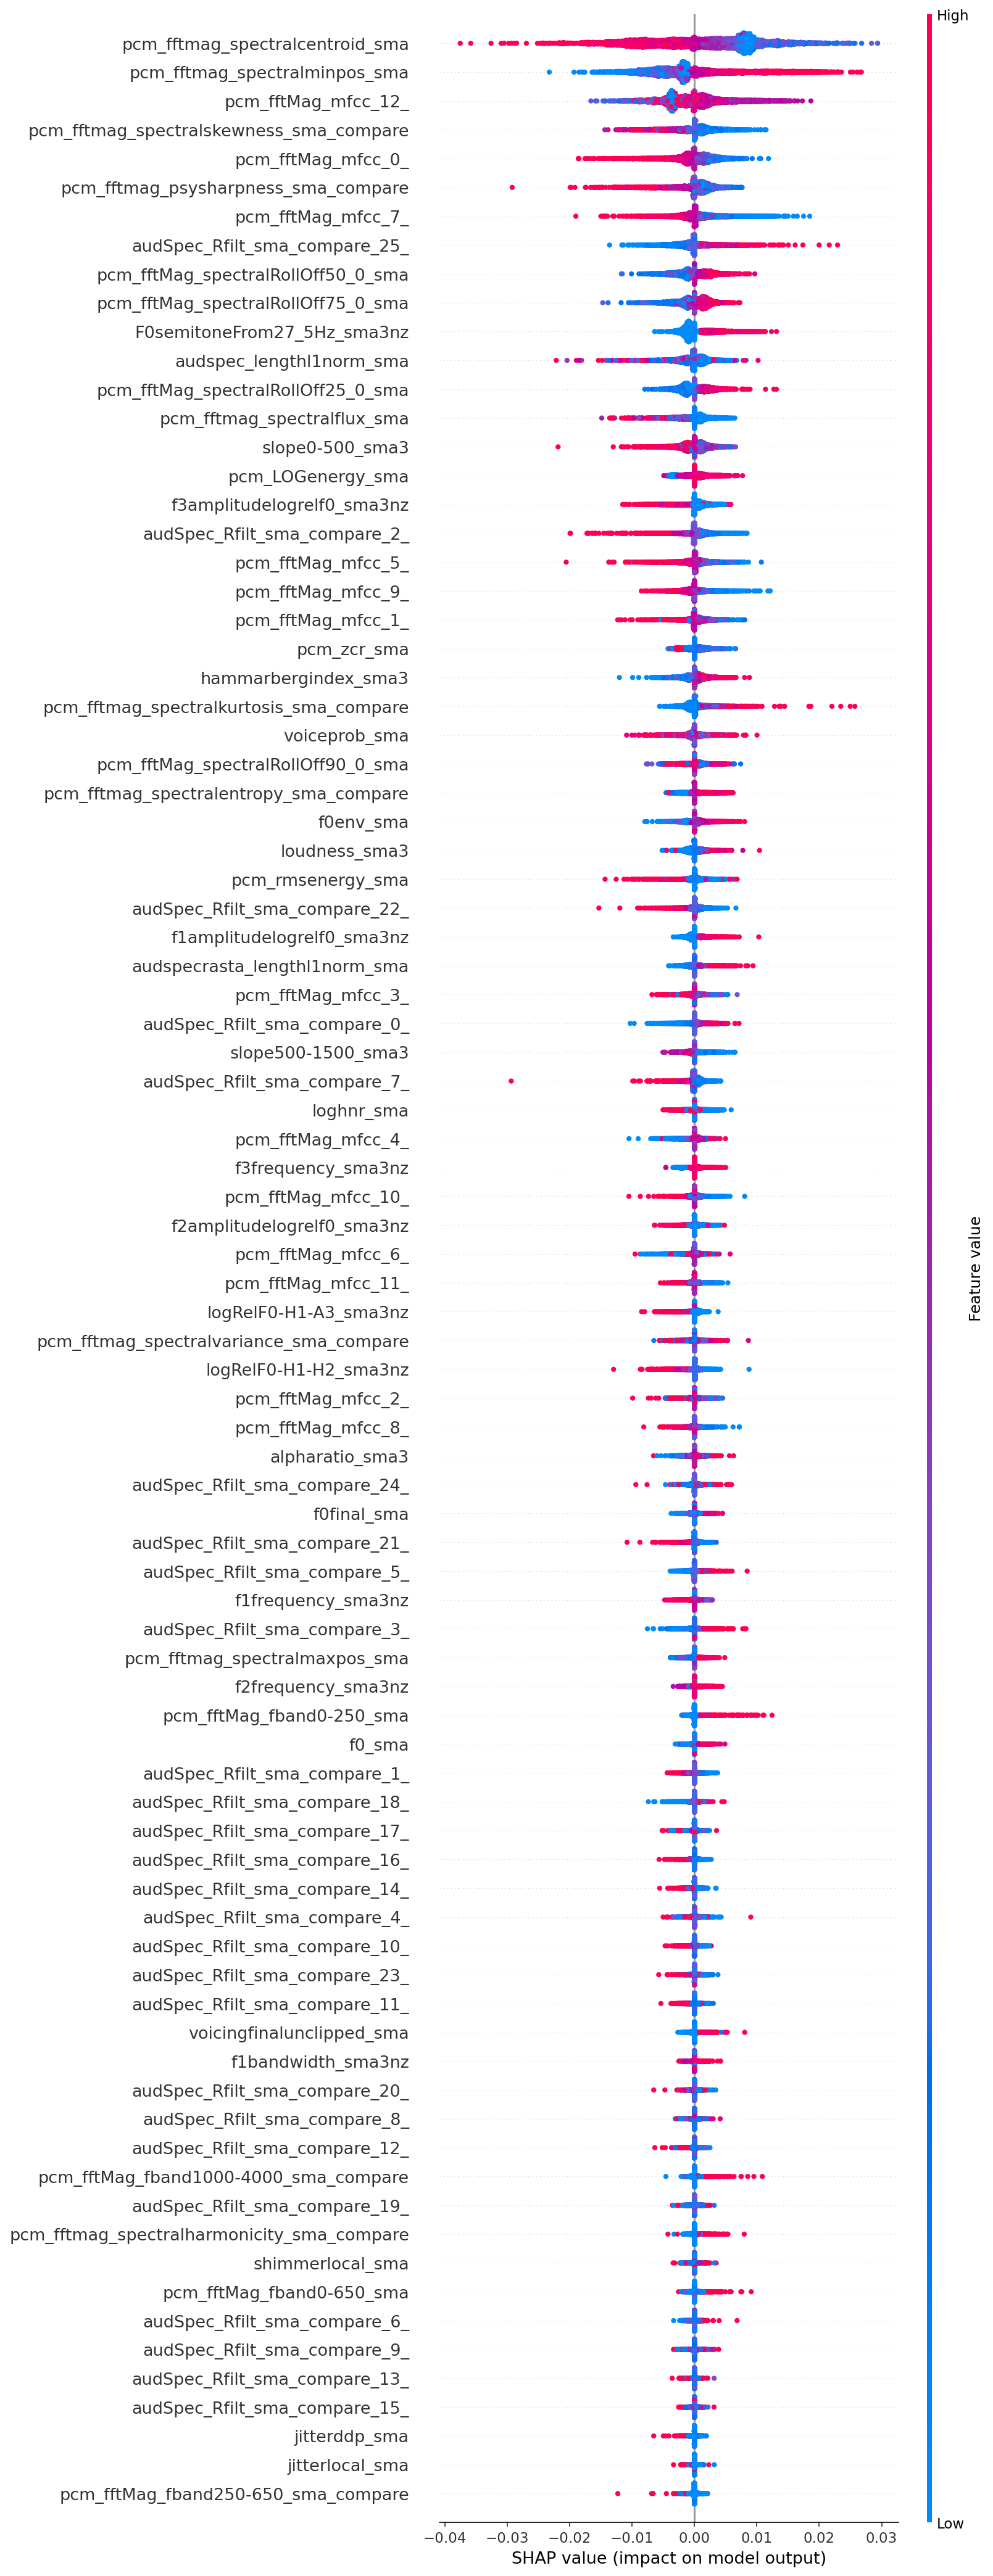 High
pcm_fftmag_spectralcentroid_sma
pcm_fftmag_spectralminpos_sma
pcm_fftMag_mfcc_12_
pcm_fftmag_spectralskewness_sma_compare
pcm_fftMag_mfcc_0_
pcm_fftmag_psysharpness_sma_compare
pcm_fftMag_mfcc_7_
audSpec_Rfilt_sma_compare_25_
pcm_fftMag_spectralRollOff50_0_sma
pcm_fftMag_spectralRollOff75_0_sma
F0semitoneFrom27_5Hz_sma3nz
audspec_lengthl1norm_sma
pcm_fftMag_spectralRollOff25_0_sma
pcm_fftmag_spectralflux_sma
slope0-500_sma3
pcm_LOGenergy_sma
f3amplitudelogrelf0_sma3nz
audSpec_Rfilt_sma_compare_2_
pcm_fftMag_mfcc_5_
pcm_fftMag_mfcc_9_
pcm_fftMag_mfcc_1_
pcm_zcr_sma
hammarbergindex_sma3
pcm_fftmag_spectralkurtosis_sma_compare
voiceprob_sma
pcm_fftMag_spectralRollOff90_0_sma
pcm_fftmag_spectralentropy_sma_compare
f0env_sma
loudness_sma3
pcm_rmsenergy_sma
audSpec_Rfilt_sma_compare_22_
f1amplitudelogrelf0_sma3nz
audspecrasta_lengthl1norm_sma
pcm_fftMag_mfcc_3_
audSpec_Rfilt_sma_compare_0_
slope500-1500_sma3
audSpec_Rfilt_sma_compare_7_
loghnr_sma
pcm_fftMag_mfcc_4_
f3frequency_sma3nz
pcm_fftMag_mfcc_10_
f2amplitudelogrelf0_sma3nz
pcm_fftMag_mfcc_6_
pcm_fftMag_mfcc_11_
logRelF0-H1-A3_sma3nz
pcm_fftmag_spectralvariance_sma_compare
logRelF0-H1-H2_sma3nz
pcm_fftMag_mfcc_2_
pcm_fftMag_mfcc_8_
alpharatio_sma3
audSpec_Rfilt_sma_compare_24_
f0final_sma
audSpec_Rfilt_sma_compare_21_
audSpec_Rfilt_sma_compare_5_
f1frequency_sma3nz
audSpec_Rfilt_sma_compare_3_
pcm_fftmag_spectralmaxpos_sma
f2frequency_sma3nz
pcm_fftMag_fband0-250_sma
f0_sma
audSpec_Rfilt_sma_compare_1_
audSpec_Rfilt_sma_compare_18_
audSpec_Rfilt_sma_compare_17_
audSpec_Rfilt_sma_compare_16_
audSpec_Rfilt_sma_compare_14_
audSpec_Rfilt_sma_compare_4_
audSpec_Rfilt_sma_compare_10_
audSpec_Rfilt_sma_compare_23_
audSpec_Rfilt_sma_compare_11_
voicingfinalunclipped_sma
f1bandwidth_sma3nz
audSpec_Rfilt_sma_compare_20_
audSpec_Rfilt_sma_compare_8_
audSpec_Rfilt_sma_compare_12_
pcm_fftMag_fband1000-4000_sma_compare
audSpec_Rfilt_sma_compare_19_
pcm_fftmag_spectralharmonicity_sma_compare
shimmerlocal_sma
pcm_fftMag_fband0-650_sma
audSpec_Rfilt_sma_compare_6_
audSpec_Rfilt_sma_compare_9_
audSpec_Rfilt_sma_compare_13_
audSpec_Rfilt_sma_compare_15_
jitterddp_sma
jitterlocal_sma
pcm_fftMag_fband250-650_sma_compare
Feature value
Low
−0.04 −0.03 −0.02 −0.01 0.00 0.01 0.02 0.03
SHAP value (impact on model output)